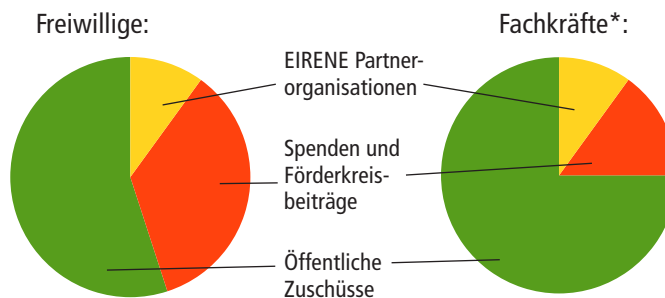 Freiwillige:
Fachkräfte*:
EIRENE Partner-
organisationen
Spenden und
Förderkreis-
beiträge
Öffentliche
Zuschüsse